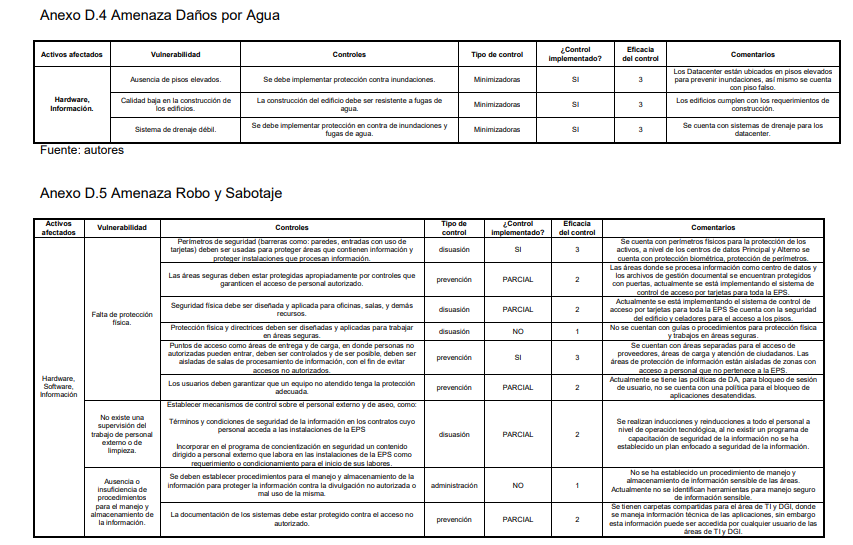 Anexo D.4 Amenaza Daños por Agua
Activos afectados
Vulnerabilidad
Controles
Tipo de control
¿Control
implementado?
Eficacia
del control
Comentarios
Hardware,
Información.
Ausencia de pisos elevados.
Se debe implementar protección contra inundaciones.
Minimizadoras
SI
3
Los Datacenter están ubicados en pisos elevados
para prevenir inundaciones, así mismo se cuenta
con piso falso.
Calidad baja en la construcción de
los edificios.
La construcción del edificio debe ser resistente a fugas de
agua.
Minimizadoras
SI
3
Los edificios cumplen con los requerimientos de
construcción.
Sistema de drenaje débil.
Se debe implementar protección en contra de inundaciones y
fugas de agua.
Minimizadoras
SI
3
Se cuenta con sistemas de drenaje para los
datacenter.
Fuente: autores
Anexo D.5 Amenaza Robo y Sabotaje
Activos
afectados
Vulnerabilidad
Controles
Tipo de
control
¿Control
implementado?
Eficacia
del control
Comentarios
Hardware,
Software,
Información
Falta de protección
física.
Perímetros de seguridad (barreras como: paredes, entradas con uso de
tarjetas) deben ser usadas para proteger áreas que contienen información y
proteger instalaciones que procesan información.
disuasión
SI
3
Se cuenta con perímetros físicos para la protección de los
activos, a nivel de los centros de datos Principal y Alterno se
cuenta con protección biométrica, protección de perímetros.
Las áreas seguras deben estar protegidas apropiadamente por controles que
garanticen el acceso de personal autorizado.
prevención
PARCIAL
2
Las áreas donde se procesa información como centro de datos y
los archivos de gestión documental se encuentran protegidos
con puertas, actualmente se está implementando el sistema de
control de acceso por tarjetas para toda la EPS.
Seguridad física debe ser diseñada y aplicada para oficinas, salas, y demás
recursos.
disuasión
PARCIAL
2
Actualmente se está implementando el sistema de control de
acceso por tarjetas para toda la EPS Se cuenta con la seguridad
del edificio y celadores para el acceso a los pisos.
Protección física y directrices deben ser diseñadas y aplicadas para trabajar
en áreas seguras.
disuasión
NO
1
No se cuentan con guías o procedimientos para protección física
y trabajos en áreas seguras.
Puntos de acceso como áreas de entrega y de carga, en donde personas no
autorizadas pueden entrar, deben ser controlados y de ser posible, deben ser
aisladas de salas de procesamiento de información, con el fin de evitar
accesos no autorizados.
prevención
SI
3
Se cuentan con áreas separadas para el acceso de
proveedores, áreas de carga y atención de ciudadanos. Las
áreas de protección de información están aisladas de zonas con
acceso a personal que no pertenece a la EPS.
Los usuarios deben garantizar que un equipo no atendido tenga la protección
adecuada.
prevención
PARCIAL
2
Actualmente se tiene las políticas de DA, para bloqueo de sesión
de usuario, no se cuenta con una política para el bloqueo de
aplicaciones desatendidas.
No existe una
supervisión del
trabajo de personal
externo o de
limpieza.
Establecer mecanismos de control sobre el personal externo y de aseo, como:
Términos y condiciones de seguridad de la información en los contratos cuyo
personal acceda a las instalaciones de la EPS
Incorporar en el programa de concientización en seguridad un contenido
dirigido a personal externo que labora en las instalaciones de la EPS como
requerimiento o condicionamiento para el inicio de sus labores.
disuasión
PARCIAL
2
Se realizan inducciones y reinducciones a todo el personal a
nivel de operación tecnológica, al no existir un programa de
capacitación de seguridad de la información no se ha
establecido un plan enfocado a seguridad de la información.
Ausencia o
insuficiencia de
procedimientos
para el manejo y
almacenamiento de
la información.
Se deben establecer procedimientos para el manejo y almacenamiento de la
información para proteger la información contra la divulgación no autorizada o
mal uso de la misma.
administración
NO
1
No se ha establecido un procedimiento de manejo y
almacenamiento de información sensible de las áreas.
Actualmente no se identifican herramientas para manejo seguro
de información sensible.
La documentación de los sistemas debe estar protegido contra el acceso no
autorizado.
prevención
PARCIAL
2
Se tienen carpetas compartidas para el área de TI y DGI, donde
se maneja información técnica de las aplicaciones, sin embargo
esta información puede ser accedida por cualquier usuario de las
áreas de TI y DGI.